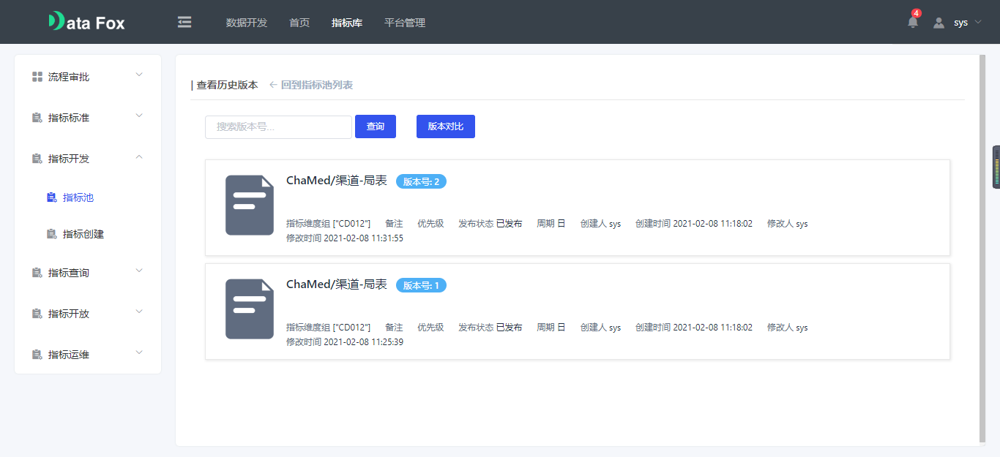 Data Fox
数据开发 首页 指标库 平台管理
4
sys
流程审批
指标标准
指标开发
指标池
指标创建
指标查询
指标开放
指标运维
查看历史版本 ← 回到指标池列表
搜索版本号... 查询 版本对比
ChaMed/渠道-局表 版本号: 2
指标维度组 ["CD012"] 备注 优先级 发布状态 已发布 周期 日 创建人 sys 创建时间 2021-02-08 11:18:02 修改人 sys
修改时间 2021-02-08 11:31:55
ChaMed/渠道-局表 版本号: 1
指标维度组 ["CD012"] 备注 优先级 发布状态 已发布 周期 日 创建人 sys 创建时间 2021-02-08 11:18:02 修改人 sys
修改时间 2021-02-08 11:25:39